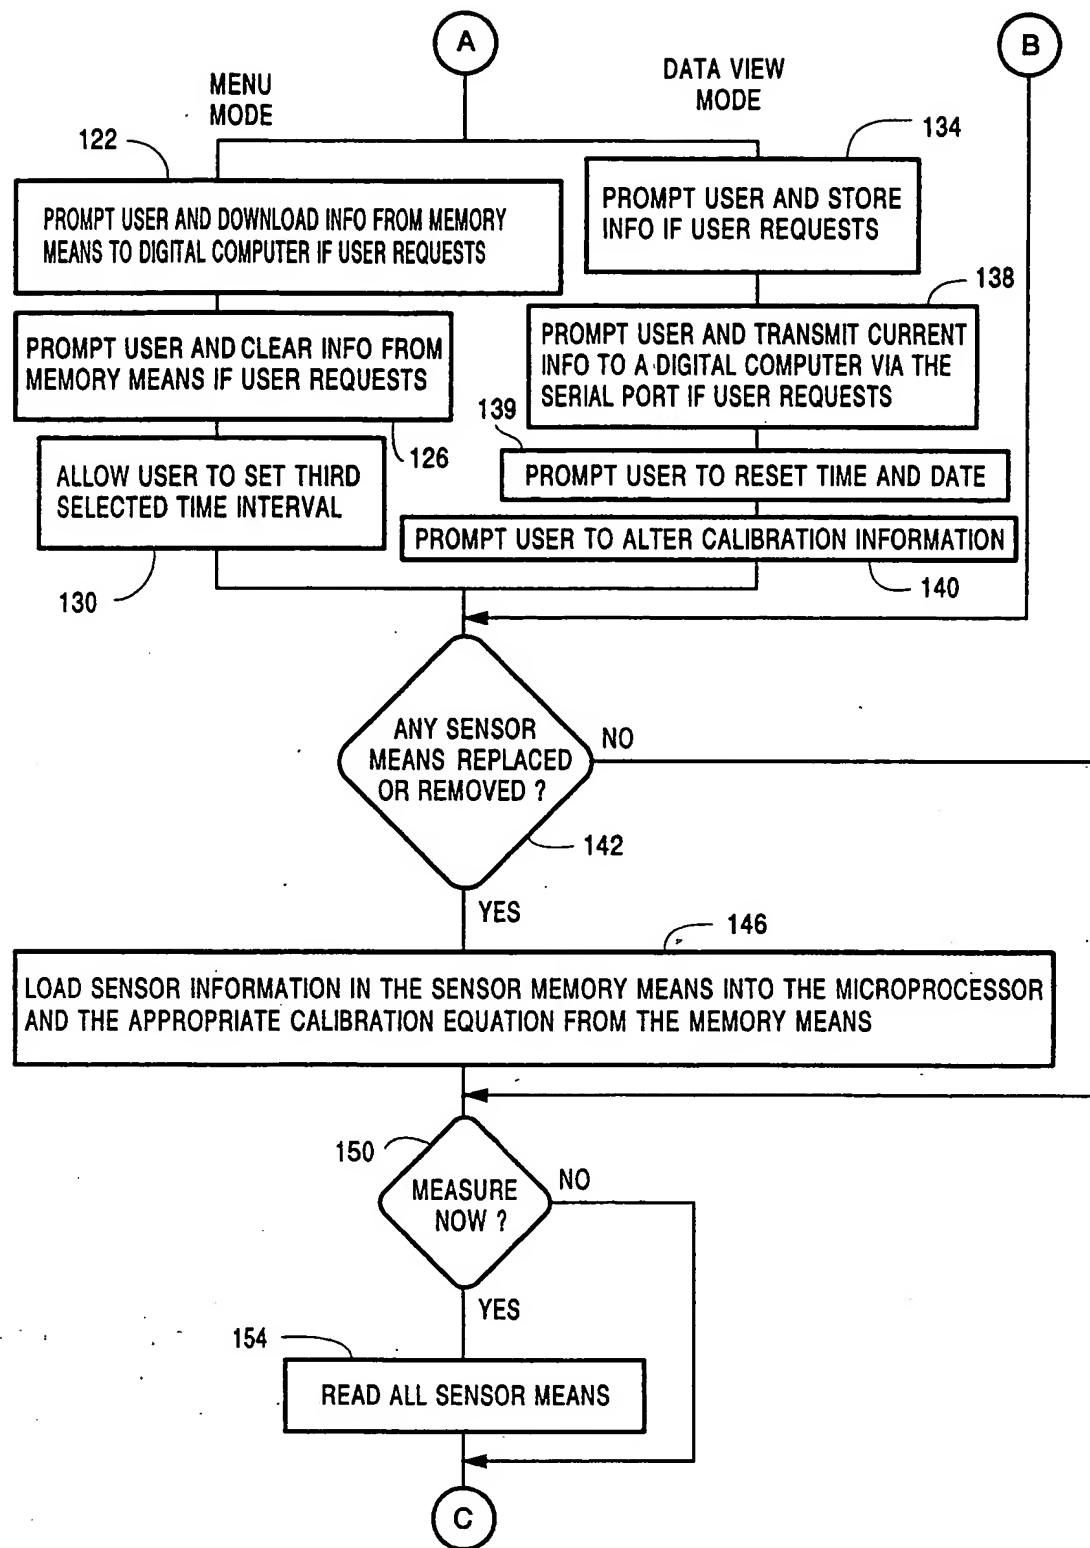 A
B
MENU
MODE
DATA VIEW
MODE
122
134
PROMPT USER AND DOWNLOAD INFO FROM MEMORY
MEANS TO DIGITAL COMPUTER IF USER REQUESTS
PROMPT USER AND STORE
INFO IF USER REQUESTS
138
PROMPT USER AND CLEAR INFO FROM
MEMORY MEANS IF USER REQUESTS
PROMPT USER AND TRANSMIT CURRENT
INFO TO A DIGITAL COMPUTER VIA THE
SERIAL PORT IF USER REQUESTS
139
126
ALLOW USER TO SET THIRD
SELECTED TIME INTERVAL
PROMPT USER TO RESET TIME AND DATE
PROMPT USER TO ALTER CALIBRATION INFORMATION
130
140
ANY SENSOR
MEANS REPLACED
OR REMOVED ?
NO
142
YES
146
LOAD SENSOR INFORMATION IN THE SENSOR MEMORY MEANS INTO THE MICROPROCESSOR
AND THE APPROPRIATE CALIBRATION EQUATION FROM THE MEMORY MEANS
150
MEASURE
NOW ?
NO
YES
154
READ ALL SENSOR MEANS
C